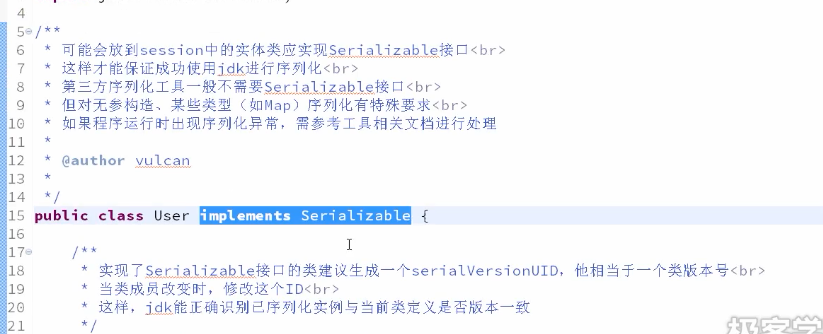 4
5 /**
6 * 可能会放到session中的实体类应实现Serializable接口<br>
7 * 这样才能保证成功使用jdk进行序列化<br>
8 * 第三方序列化工具一般不需要Serializable接口<br>
9 * 但对无参构造、某些类型（如Map）序列化有特殊要求<br>
10 * 如果程序运行时出现序列化异常，需参考工具相关文档进行处理
11 *
12 * @author vulcan
13 *
14 */
15 public class User implements Serializable {
16
17 /**
18 * 实现了Serializable接口的类建议生成一个serialVersionUID，他相当于一个类版本号<br>
19 * 当类成员改变时，修改这个ID<br>
20 * 这样，jdk能正确识别已序列化实例与当前类定义是否版本一致
21 */
极客学